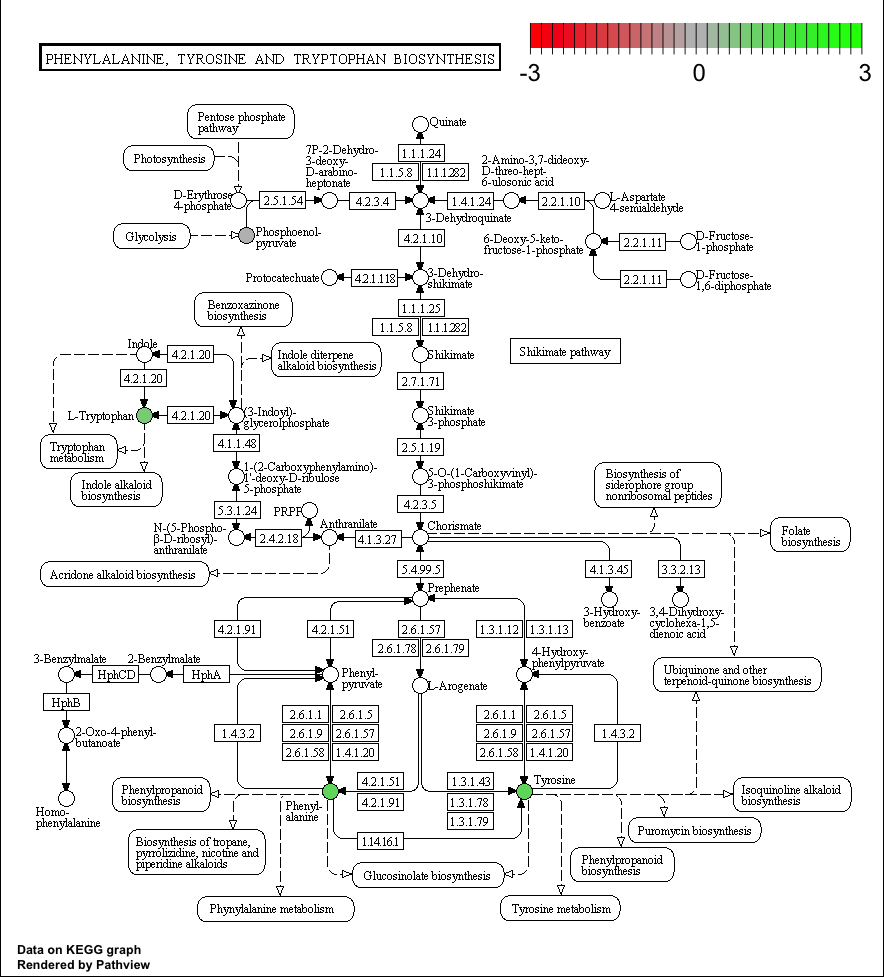 PHENYLALANINE, TYROSINE AND TRYPTOPHAN BIOSYNTHESIS
-3
0
3
Pentose phosphate
pathway
Quinate
Photosynthesis
7P-2-Dehydro-
3-deoxy-
D-arabino-
heptonate
1.1.1.24
1.1.5.8
1.1.1.282
2-Amino-3,7-dideoxy-
D-threo-hept-
6-ulosonic acid
D-Erythrose
4-phosphate
2.5.1.54
4.2.3.4
1.4.1.24
2.2.1.10
L-Aspartate
4-semialdehyde
3-Dehydroquinate
Glycolysis
Phosphoenol-
pyruvate
4.2.1.10
6-Deoxy-5-keto-
fructose-1-phosphate
2.2.1.11
D-Fructose-
1-phosphate
Protocatechuate
4.2.1.118
3-Dehydro-
shikimate
2.2.1.11
D-Fructose-
1,6-diphosphate
Benzoxazinone
biosynthesis
1.1.1.25
1.1.5.8
1.1.1.282
Indole
4.2.1.20
Indole diterpene
alkaloid biosynthesis
Shikimate
Shikimate pathway
4.2.1.20
2.7.1.71
L-Tryptophan
4.2.1.20
(3-Indoyl)-
glycerolphosphate
Shikimate
3-phosphate
Tryptophan
metabolism
4.1.1.48
2.5.1.19
Indole alkaloid
biosynthesis
1-(2-Carboxyphenylamino)-
1'-deoxy-D-ribulose
5-phosphate
5-O-(1-Carboxyvinyl)-
3-phosphoshikimate
Biosynthesis of
siderophore group
nonribosomal peptides
5.3.1.24
PRPP
4.2.3.5
N-(5-Phospho-
β-D-ribosyl)-
anthranilate
2.4.2.18
Anthranilate
4.1.3.27
Chorismate
Folate
biosynthesis
Acridone alkaloid biosynthesis
5.4.99.5
4.1.3.45
3.3.2.13
Prephenate
3-Hydroxy-
benzoate
3,4-Dihydroxy-
cyclohexa-1,5-
dienoic acid
4.2.1.91
4.2.1.51
2.6.1.57
1.3.1.12
1.3.1.13
2.6.1.78
2.6.1.79
3-Benzylmalate
2-Benzylmalate
4-Hydroxy-
phenylpyruvate
HphCD
HphA
Phenyl-
pyruvate
L-Arogenate
Ubiquinone and other
terpenoid-quinone biosynthesis
HphB
2-Oxo-4-phenyl-
butanoate
1.4.3.2
2.6.1.1
2.6.1.5
2.6.1.9
2.6.1.57
2.6.1.58
1.4.1.20
2.6.1.1
2.6.1.5
2.6.1.9
2.6.1.57
2.6.1.58
1.4.1.20
1.4.3.2
Homo-
phenylalanine
Phenylpropanoid
biosynthesis
Phenyl-
alanine
4.2.1.51
4.2.1.91
1.3.1.43
1.3.1.78
1.3.1.79
Tyrosine
Isoquinoline alkaloid
biosynthesis
Puromycin biosynthesis
Biosynthesis of tropane,
pyrrolizidine, nicotine and
piperidine alkaloids
1.14.16.1
Phenylpropanoid
biosynthesis
Glucosinolate biosynthesis
Phynylalanine metabolism
Tyrosine metabolism
Data on KEGG graph
Rendered by Pathview